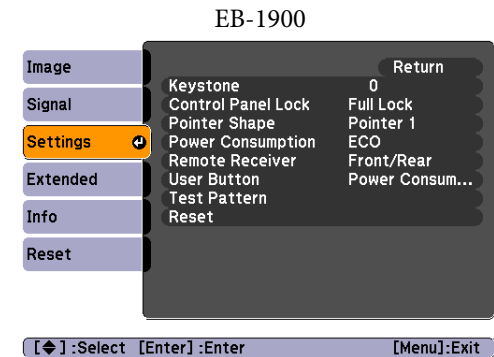 EB-1900
Image
Signal
Settings
Extended
Info
Reset
Return
Keystone 0
Control Panel Lock Full Lock
Pointer Shape Pointer 1
Power Consumption ECO
Remote Receiver Front/Rear
User Button Power Consum...
Test Pattern
Reset
[◆] :Select [Enter] :Enter [Menu]:Exit